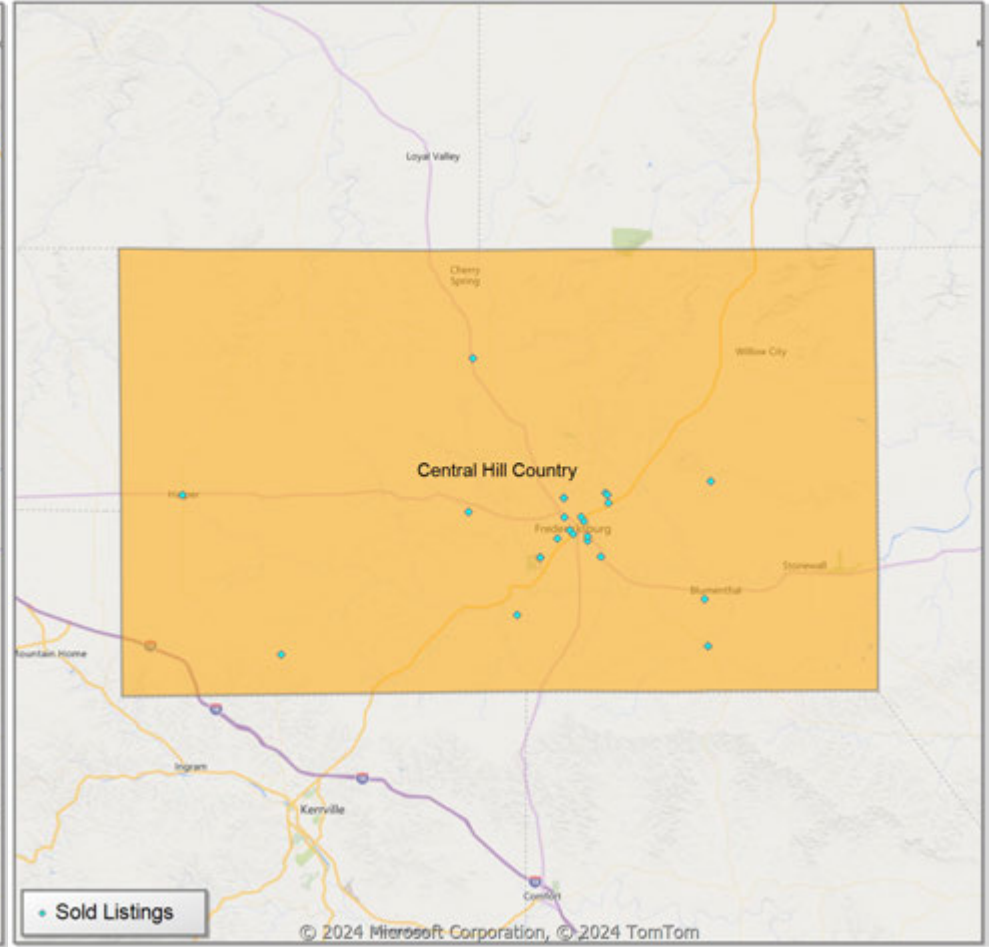 Loyal Valley
Cherry
Spring
Willow City
Central Hill Country
Harper
Fredericksburg
Stonewall
Blumenthal
Mountain Home
Ingram
Kerrville
Comfort
Sold Listings
© 2024 Microsoft Corporation, © 2024 TomTom